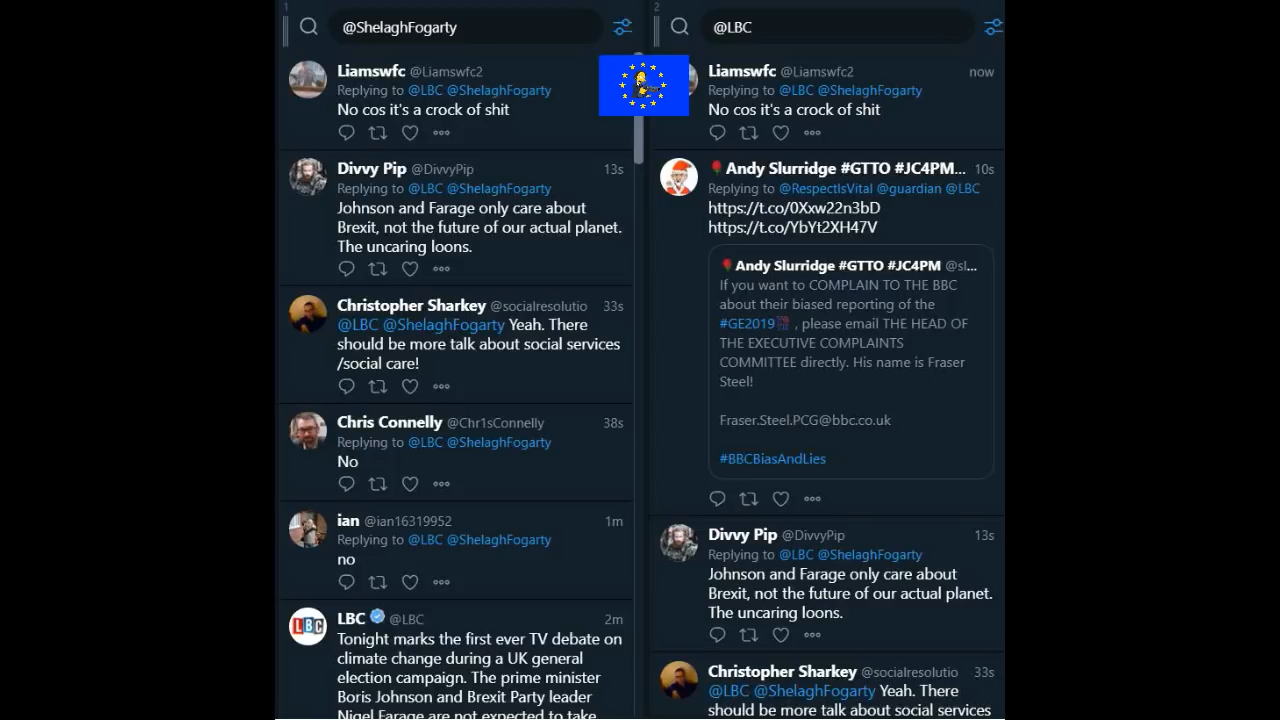 1
@ShelaghFogarty
Liamswfc @Liamswfc2
Replying to @LBC @ShelaghFogarty
No cos it's a crock of shit
Divvy Pip @DivvyPip 13s
Replying to @LBC @ShelaghFogarty
Johnson and Farage only care about
Brexit, not the future of our actual planet.
The uncaring loons.
Christopher Sharkey @socialresolutio 33s
@LBC @ShelaghFogarty Yeah. There
should be more talk about social services
/social care!
Chris Connelly @Chr1sConnelly 38s
Replying to @LBC @ShelaghFogarty
No
ian @ian16319952 1m
Replying to @LBC @ShelaghFogarty
no
LBC
LBC @LBC 2m
Tonight marks the first ever TV debate on
climate change during a UK general
election campaign. The prime minister
Boris Johnson and Brexit Party leader
Nigel Farage are not expected to take
2
@LBC
Liamswfc @Liamswfc2 now
Replying to @LBC @ShelaghFogarty
No cos it's a crock of shit
🌹Andy Slurridge #GTTO #JC4PM... 10s
Replying to @RespectIsVital @guardian @LBC
https://t.co/0Xxw22n3bD
https://t.co/YbYt2XH47V
🌹Andy Slurridge #GTTO #JC4PM @sl...
If you want to COMPLAIN TO THE BBC
about their biased reporting of the
#GE2019 , please email THE HEAD OF
THE EXECUTIVE COMPLAINTS
COMMITTEE directly. His name is Fraser
Steel!
Fraser.Steel.PCG@bbc.co.uk
#BBCBiasAndLies
Divvy Pip @DivvyPip 13s
Replying to @LBC @ShelaghFogarty
Johnson and Farage only care about
Brexit, not the future of our actual planet.
The uncaring loons.
Christopher Sharkey @socialresolutio 33s
@LBC @ShelaghFogarty Yeah. There
should be more talk about social services